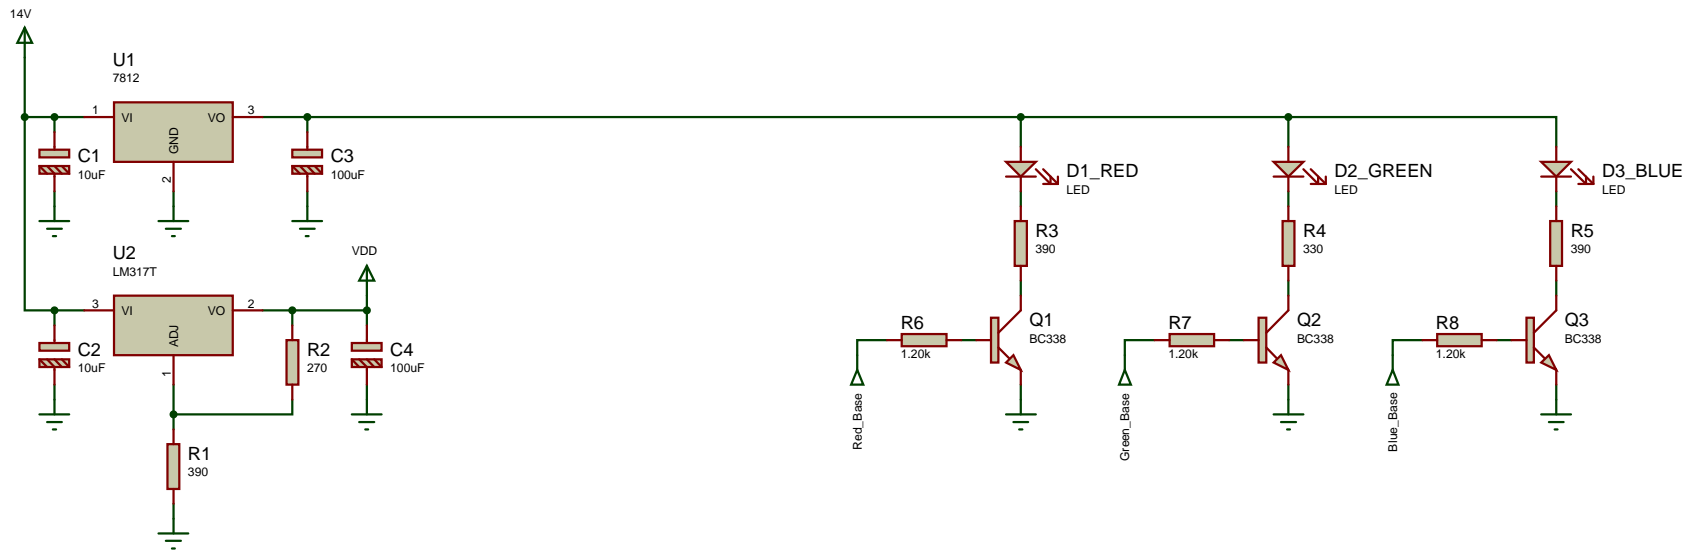 14V
U1
7812
1
VI
VO
3
GND
2
C1
10uF
C3
100uF
D1_RED
LED
D2_GREEN
LED
D3_BLUE
LED
R3
390
R4
330
R5
390
U2
LM317T
VDD
3
VI
VO
2
ADJ
1
C2
10uF
R2
270
C4
100uF
R1
390
R6
1.20k
Q1
BC338
Red_Base
R7
1.20k
Q2
BC338
Green_Base
R8
1.20k
Q3
BC338
Blue_Base